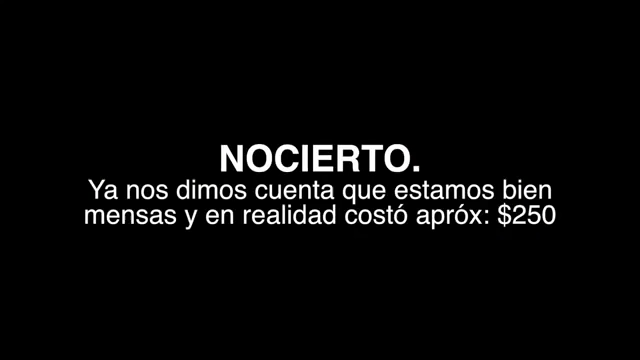 NOCIERTO.
Ya nos dimos cuenta que estamos bien
mensas y en realidad costó apróx: $250